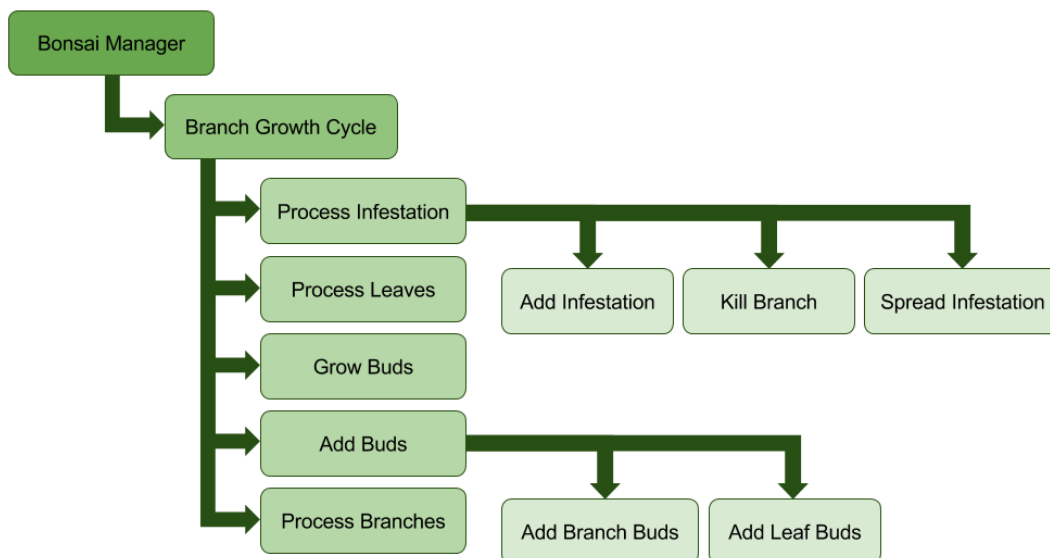 Bonsai Manager
Branch Growth Cycle
Process Infestation
Process Leaves
Add Infestation
Kill Branch
Spread Infestation
Grow Buds
Add Buds
Process Branches
Add Branch Buds
Add Leaf Buds